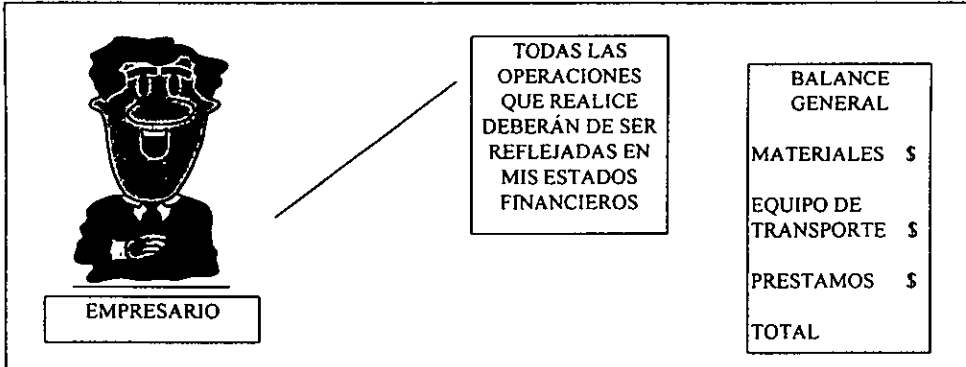 TODAS LAS
OPERACIONES
QUE REALICE
DEBERÁN DE SER
REFLEJADAS EN
MIS ESTADOS
FINANCIEROS
EMPRESARIO
BALANCE
GENERAL
MATERIALES $
EQUIPO DE
TRANSPORTE $
PRESTAMOS $
TOTAL